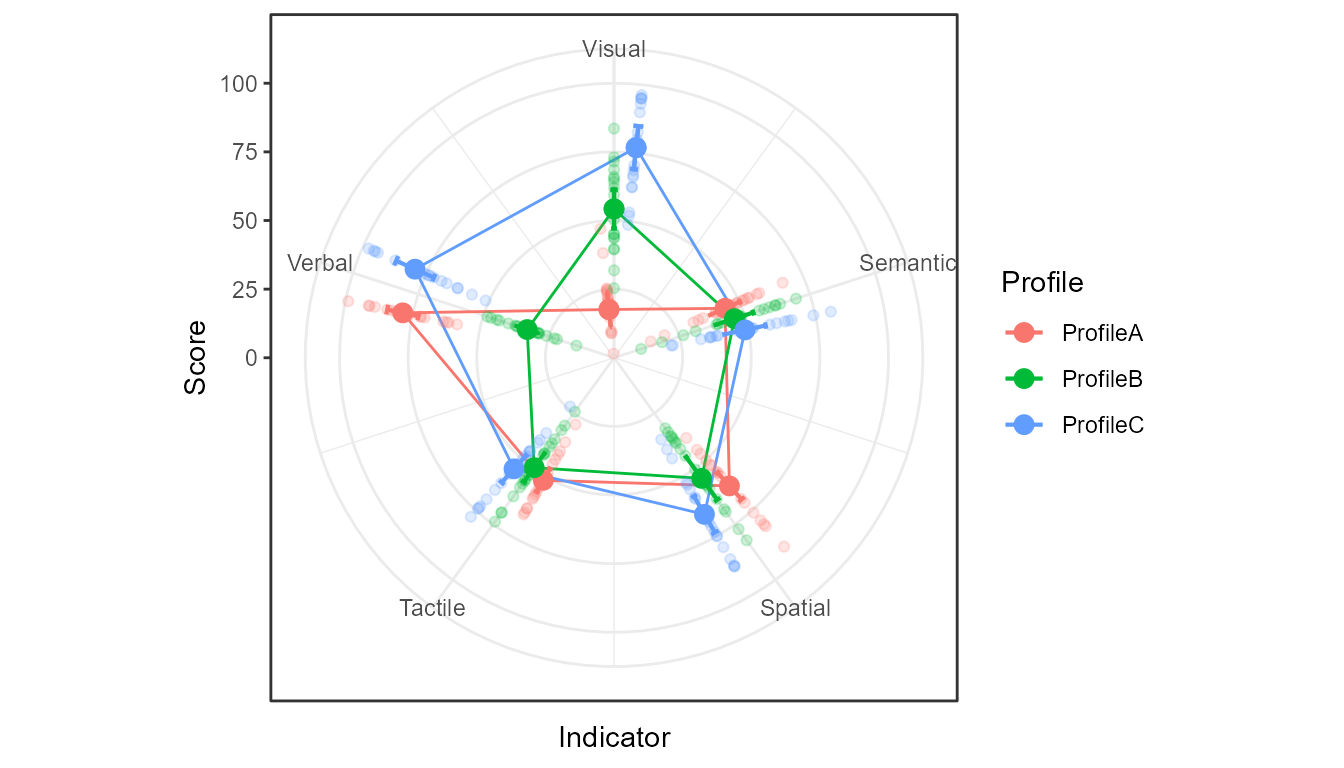 Visual
100
75
50
25
0
Verbal
Semantic
Tactile
Spatial
Score
Indicator
Profile
ProfileA
ProfileB
ProfileC